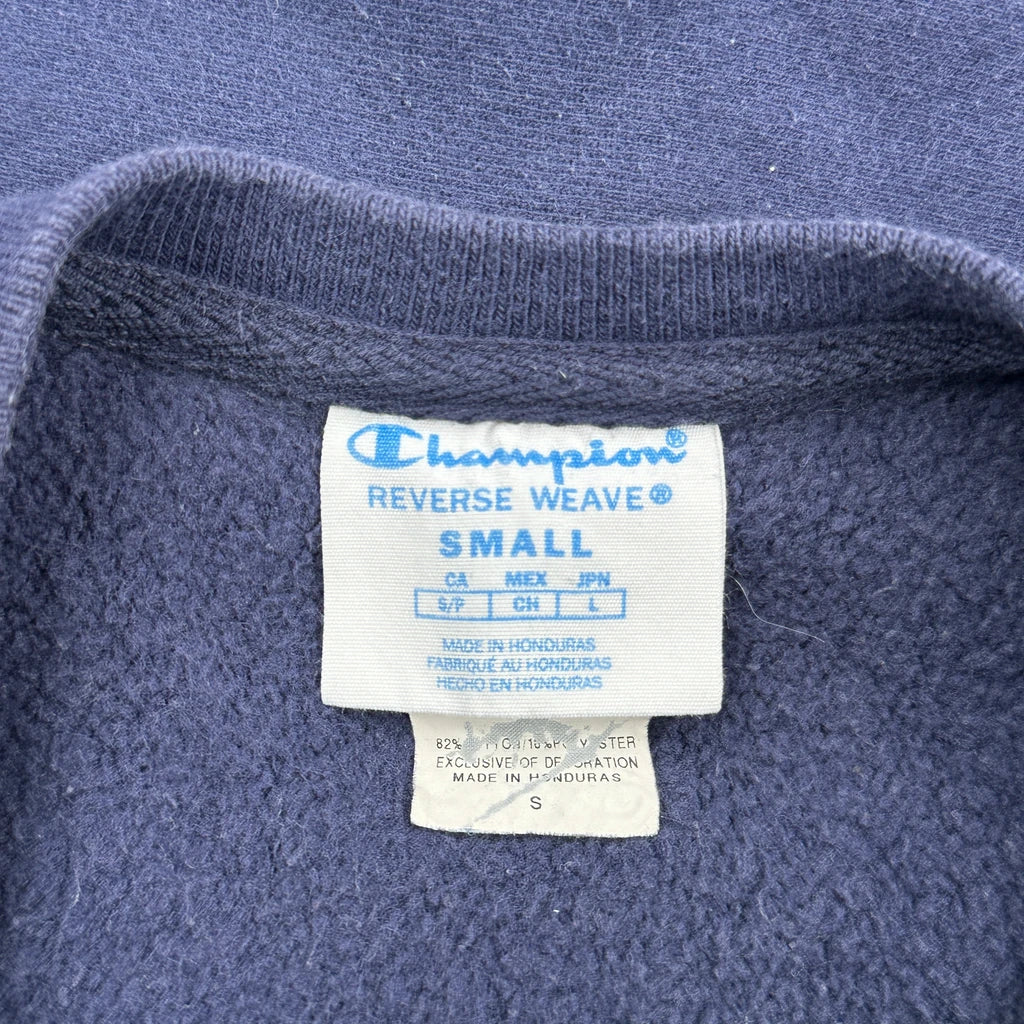 Champion®
REVERSE WEAVE®
SMALL
CA MEX JPN
S/P CH L
MADE IN HONDURAS
FABRIQUÉ AU HONDURAS
HECHO EN HONDURAS
82%
EXCLUSIVE OF
MADE IN HONDURAS
S